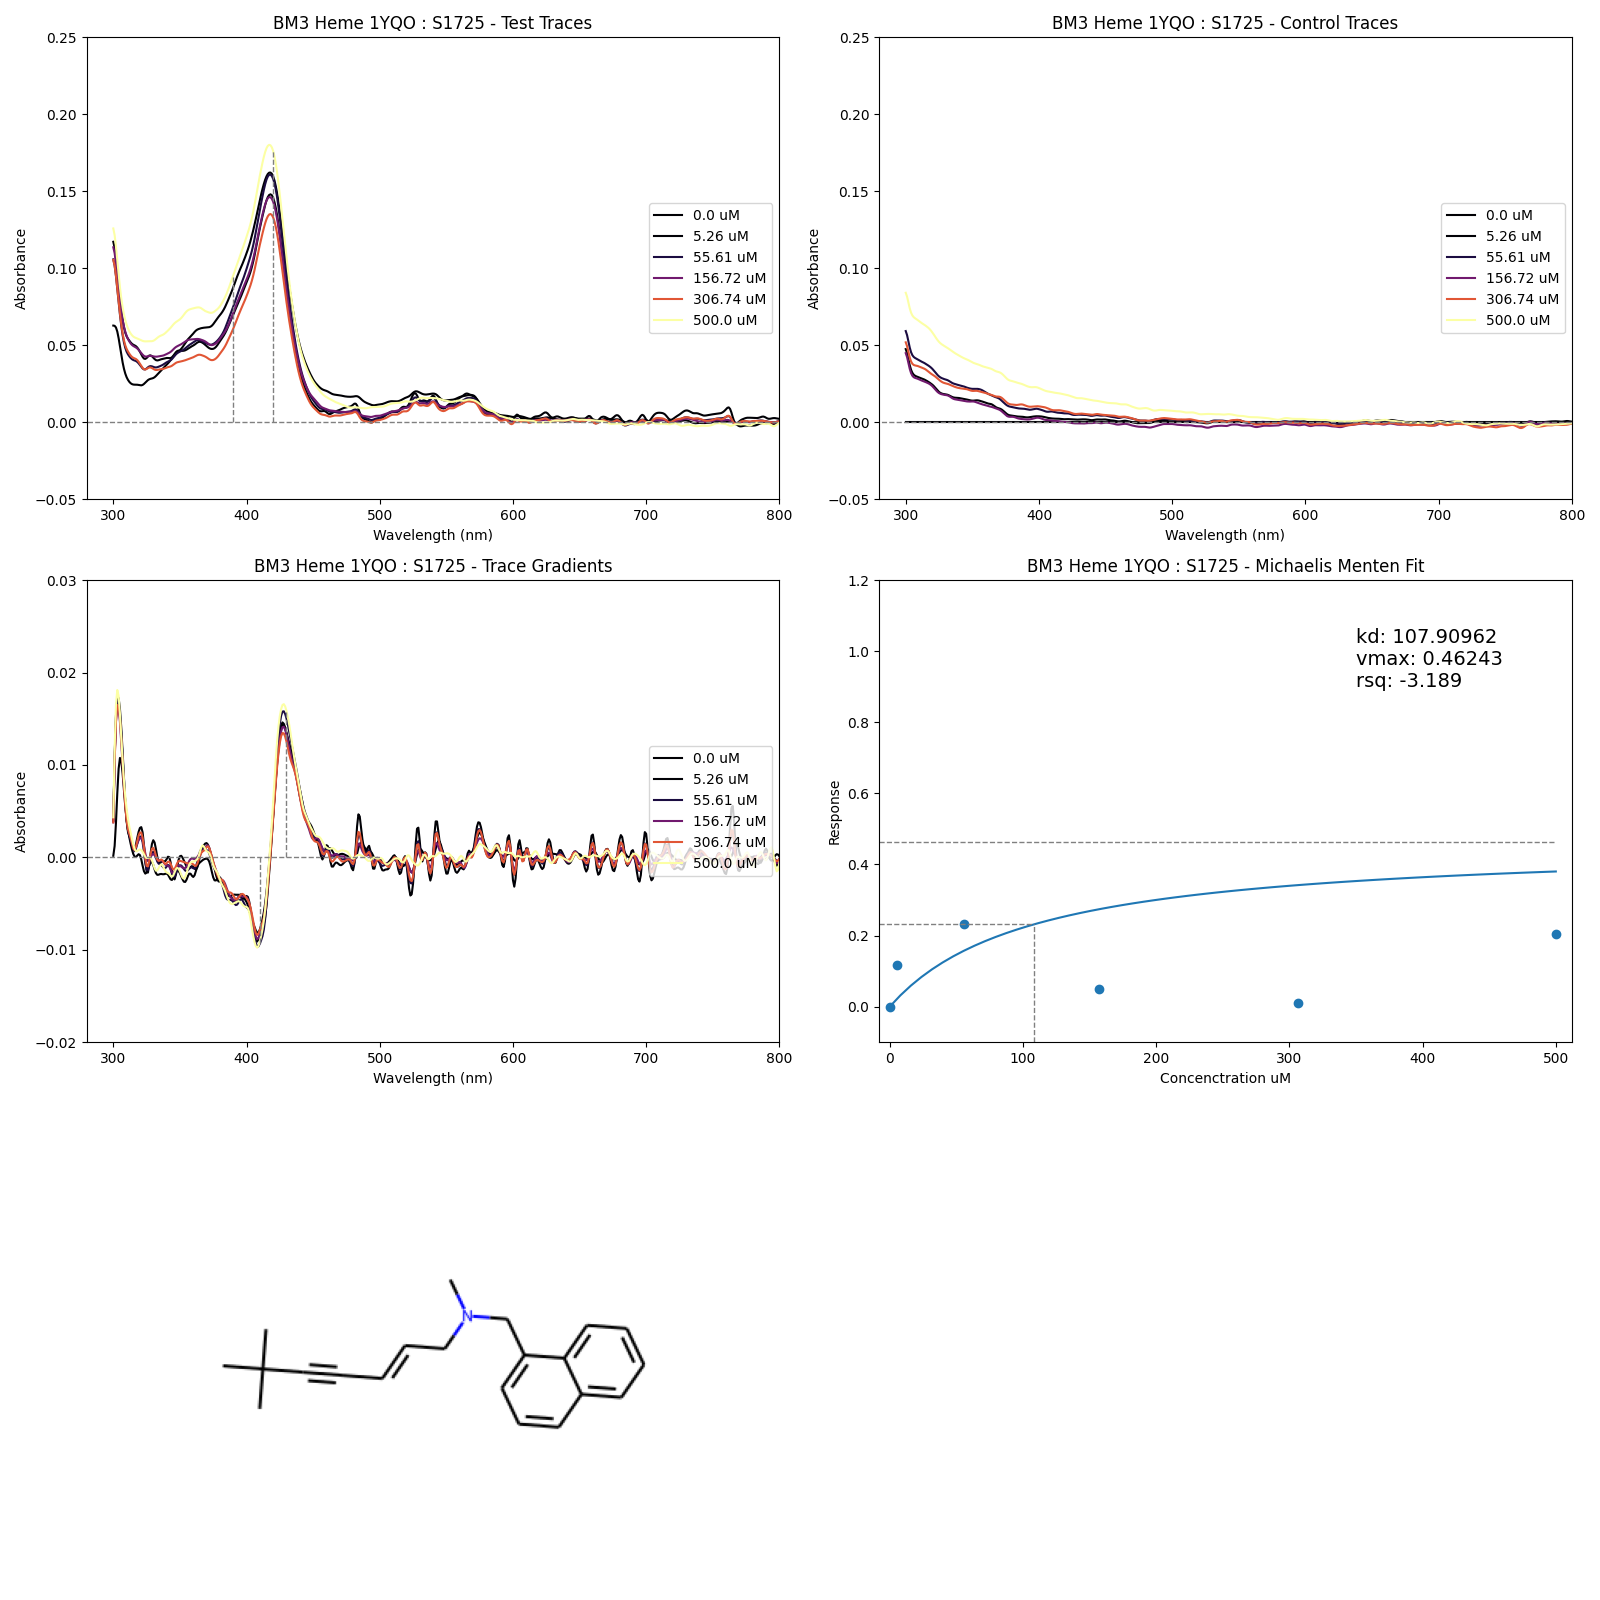 BM3 Heme 1YQO : S1725 - Test Traces
0.25
0.20
0.15
0.10
0.05
0.00
−0.05
Absorbance
300 400 500 600 700 800
Wavelength (nm)
0.0 uM
5.26 uM
55.61 uM
156.72 uM
306.74 uM
500.0 uM
BM3 Heme 1YQO : S1725 - Control Traces
0.25
0.20
0.15
0.10
0.05
0.00
−0.05
Absorbance
300 400 500 600 700 800
Wavelength (nm)
0.0 uM
5.26 uM
55.61 uM
156.72 uM
306.74 uM
500.0 uM
BM3 Heme 1YQO : S1725 - Trace Gradients
0.03
0.02
0.01
0.00
−0.01
−0.02
Absorbance
300 400 500 600 700 800
Wavelength (nm)
0.0 uM
5.26 uM
55.61 uM
156.72 uM
306.74 uM
500.0 uM
BM3 Heme 1YQO : S1725 - Michaelis Menten Fit
1.2
1.0
0.8
0.6
0.4
0.2
0.0
Response
kd: 107.90962
vmax: 0.46243
rsq: -3.189
0 100 200 300 400 500
Concenctration uM
N